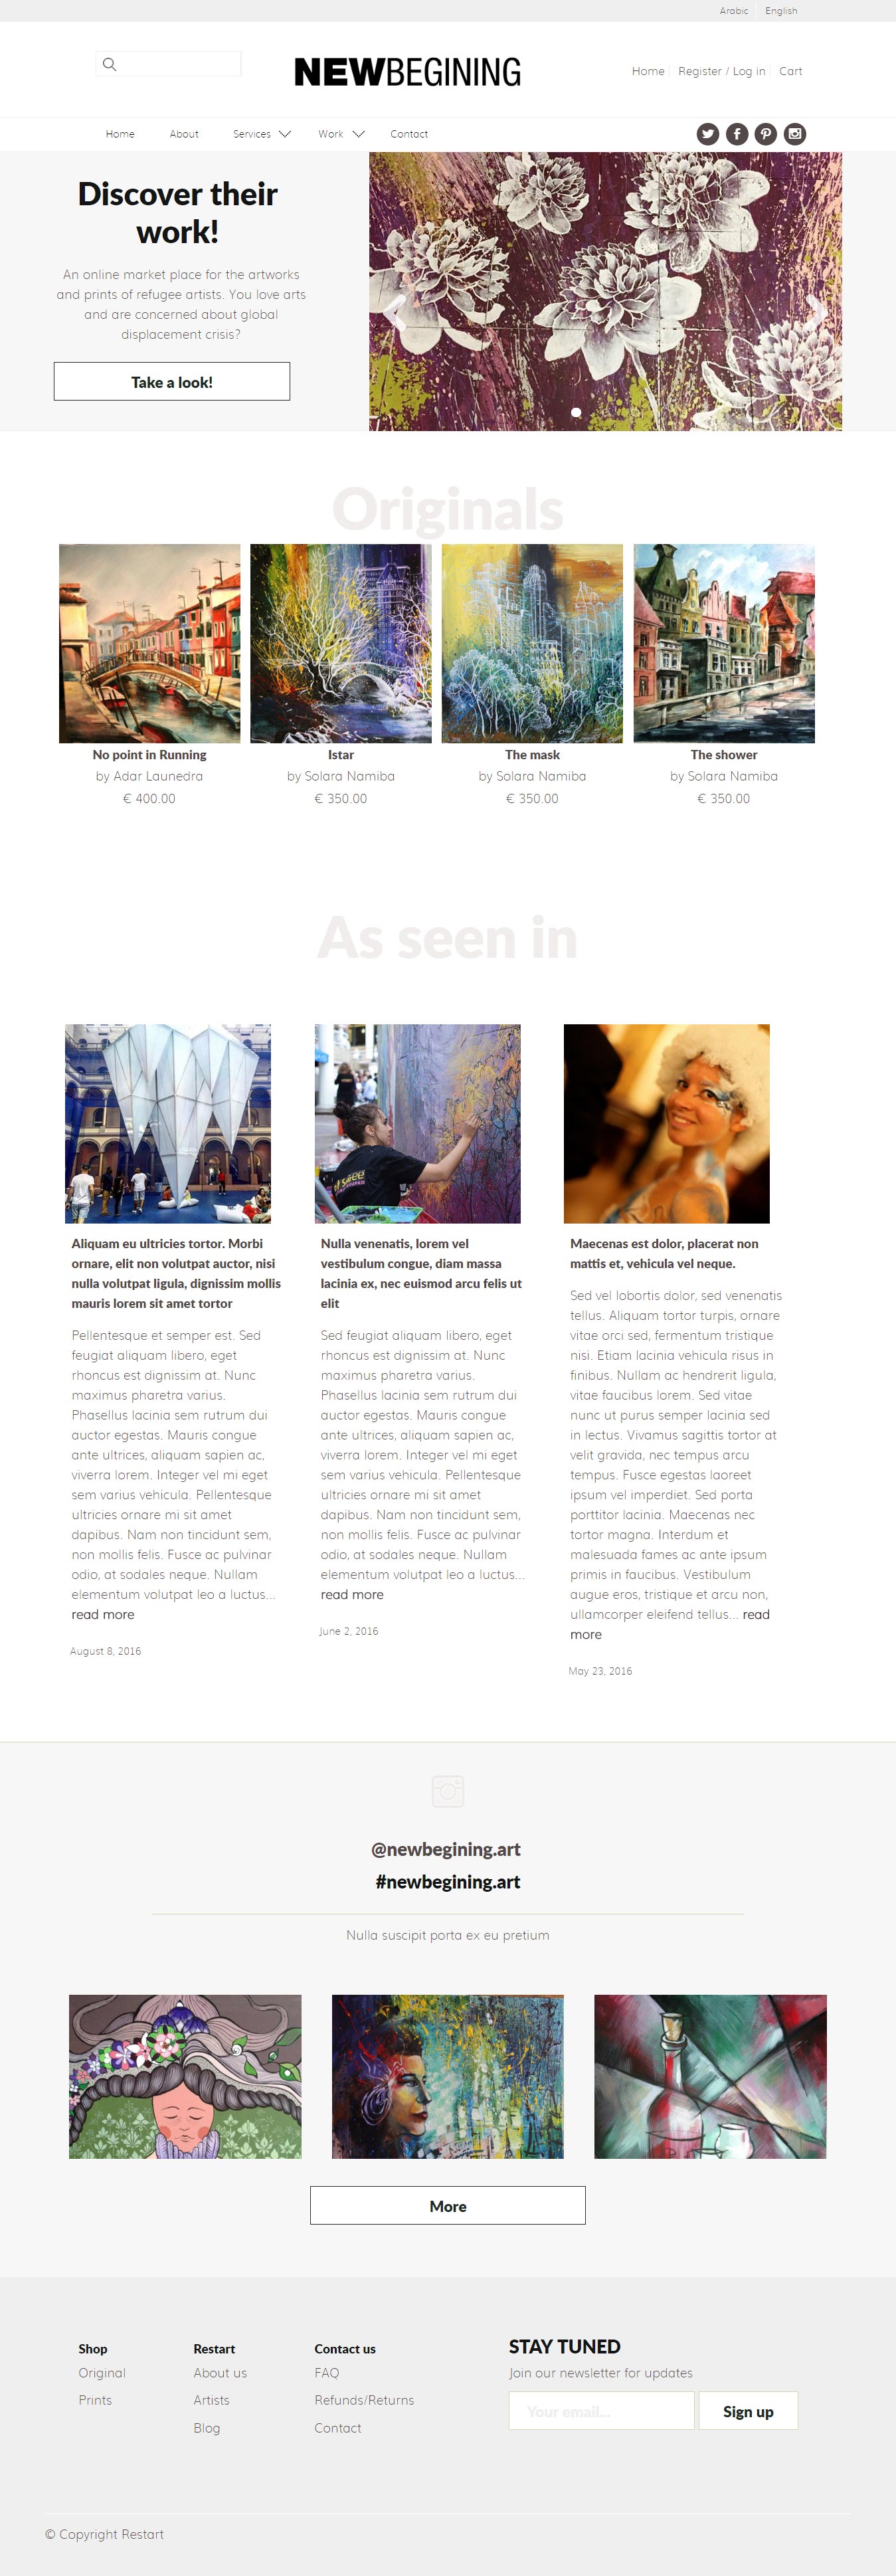 Arabic English
NEWBEGINING
Home Register / Log in Cart
Home About Services Work Contact
Discover their
work!
An online market place for the artworks
and prints of refugee artists. You love arts
and are concerned about global
displacement crisis?
Take a look!
Originals
No point in Running
by Adar Launedra
€ 400.00
Istar
by Solara Namiba
€ 350.00
The mask
by Solara Namiba
€ 350.00
The shower
by Solara Namiba
€ 350.00
As seen in
Aliquam eu ultricies tortor. Morbi
ornare, elit non volutpat auctor, nisi
nulla volutpat ligula, dignissim mollis
mauris lorem sit amet tortor
Pellentesque et semper est. Sed
feugiat aliquam libero, eget
rhoncus est dignissim at. Nunc
maximus pharetra varius.
Phasellus lacinia sem rutrum dui
auctor egestas. Mauris congue
ante ultrices, aliquam sapien ac,
viverra lorem. Integer vel mi eget
sem varius vehicula. Pellentesque
ultricies ornare mi sit amet
dapibus. Nam non tincidunt sem,
non mollis felis. Fusce ac pulvinar
odio, at sodales neque. Nullam
elementum volutpat leo a luctus...
read more
August 8, 2016
Nulla venenatis, lorem vel
vestibulum congue, diam massa
lacinia ex, nec euismod arcu felis ut
elit
Sed feugiat aliquam libero, eget
rhoncus est dignissim at. Nunc
maximus pharetra varius.
Phasellus lacinia sem rutrum dui
auctor egestas. Mauris congue
ante ultrices, aliquam sapien ac,
viverra lorem. Integer vel mi eget
sem varius vehicula. Pellentesque
ultricies ornare mi sit amet
dapibus. Nam non tincidunt sem,
non mollis felis. Fusce ac pulvinar
odio, at sodales neque. Nullam
elementum volutpat leo a luctus...
read more
June 2, 2016
Maecenas est dolor, placerat non
mattis et, vehicula vel neque.
Sed vel lobortis dolor, sed venenatis
tellus. Aliquam tortor turpis, ornare
vitae orci sed, fermentum tristique
nisi. Etiam lacinia vehicula risus in
finibus. Nullam ac hendrerit ligula,
vitae faucibus lorem. Sed vitae
nunc ut purus semper lacinia sed
in lectus. Vivamus sagittis tortor at
velit gravida, nec tempus arcu
tempus. Fusce egestas laoreet
ipsum vel imperdiet. Sed porta
porttitor lacinia. Maecenas nec
tortor magna. Interdum et
malesuada fames ac ante ipsum
primis in faucibus. Vestibulum
augue eros, tristique et arcu non,
ullamcorper eleifend tellus... read
more
May 23, 2016
@newbegining.art
#newbegining.art
Nulla suscipit porta ex eu pretium
More
Shop
Original
Prints
Restart
About us
Artists
Blog
Contact us
FAQ
Refunds/Returns
Contact
STAY TUNED
Join our newsletter for updates
Your email...
Sign up
© Copyright Restart